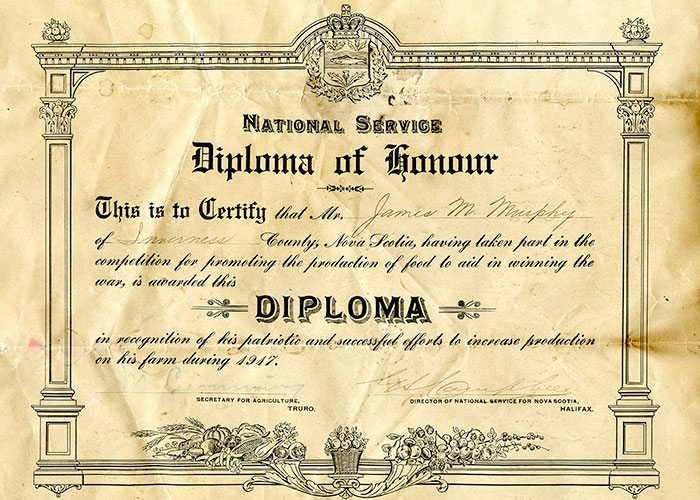 NATIONAL SERVICE
Diploma of Honour
This is to Certify that Mr. James M. Murphy
of Inverness County, Nova Scotia, having taken part in the
competition for promoting the production of food to aid in winning the
war, is awarded this
DIPLOMA
in recognition of his patriotic and successful efforts to increase production
on his farm during 1917.
SECRETARY FOR AGRICULTURE,
TRURO.
DIRECTOR OF NATIONAL SERVICE FOR NOVA SCOTIA,
HALIFAX.